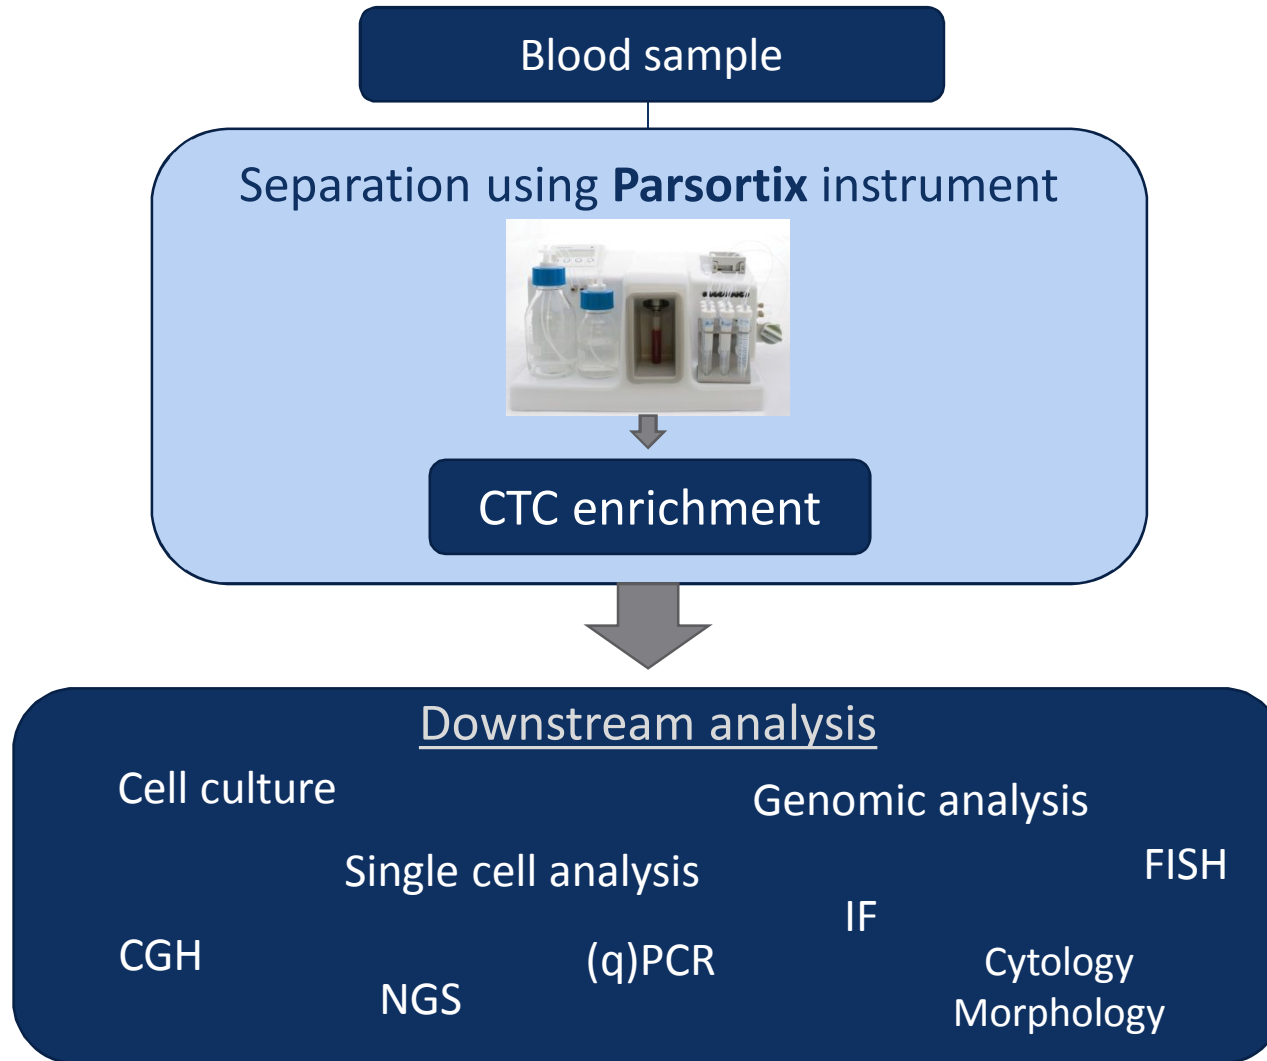 Blood sample
Separation using Parsortix instrument
CTC enrichment
Downstream analysis
Cell culture
Genomic analysis
Single cell analysis
FISH
IF
CGH
(q)PCR
Cytology
NGS
Morphology